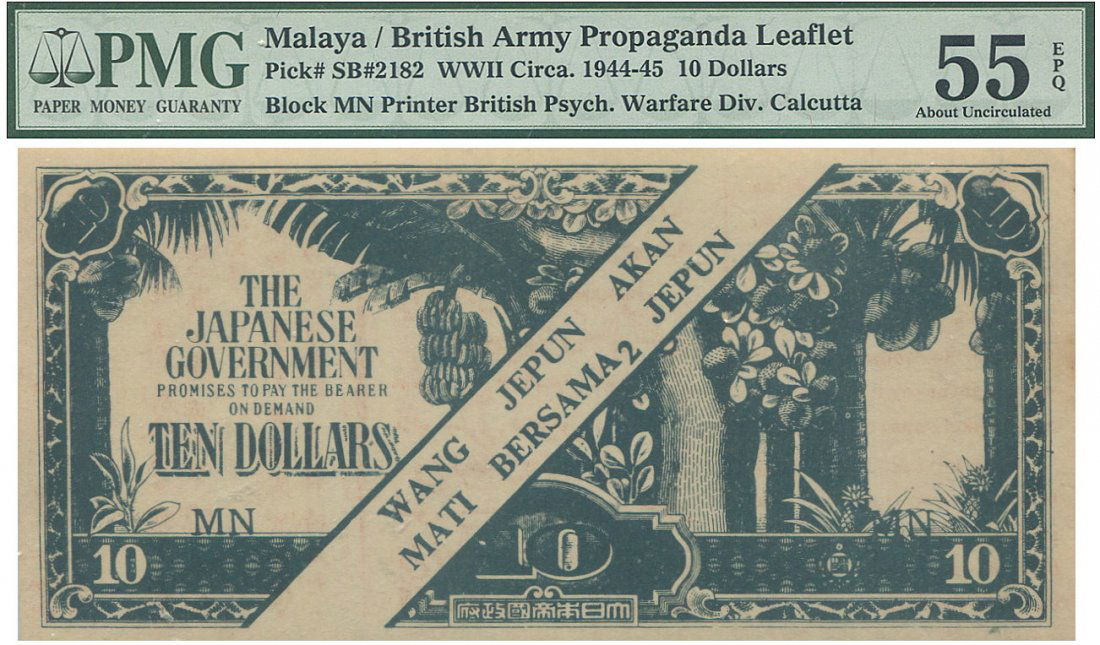 PMG
PAPER MONEY GUARANTY
Malaya / British Army Propaganda Leaflet
Pick# SB#2182 WWII Circa. 1944-45 10 Dollars
Block MN Printer British Psych. Warfare Div. Calcutta
55
EPQ
About Uncirculated
10
10
THE
JAPANESE
GOVERNMENT
PROMISES TO PAY THE BEARER
ON DEMAND
TEN DOLLARS
MN
WANG JEPUN AKAN
MATI BERSAMA2 JEPUN
MN
10
10
10
府政國帝本日大